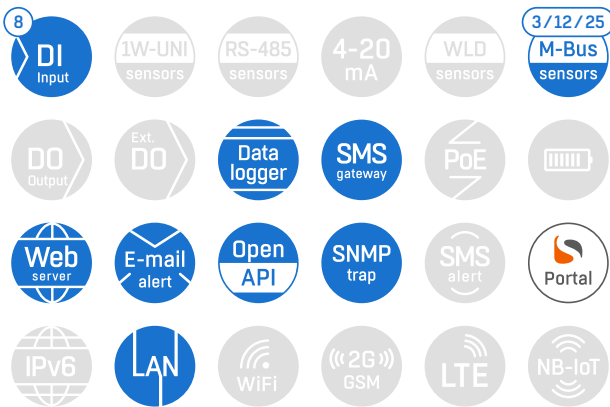 8
DI
Input
1W-UNI
sensors
RS-485
sensors
4-20
mA
WLD
sensors
3/12/25
M-Bus
sensors
DO
Output
Ext.
DO
Data
logger
SMS
gateway
PoE
Web
server
E-mail
alert
Open
API
SNMP
trap
SMS
alert
Portal
IPv6
LAN
WiFi
2G
GSM
LTE
NB-IoT